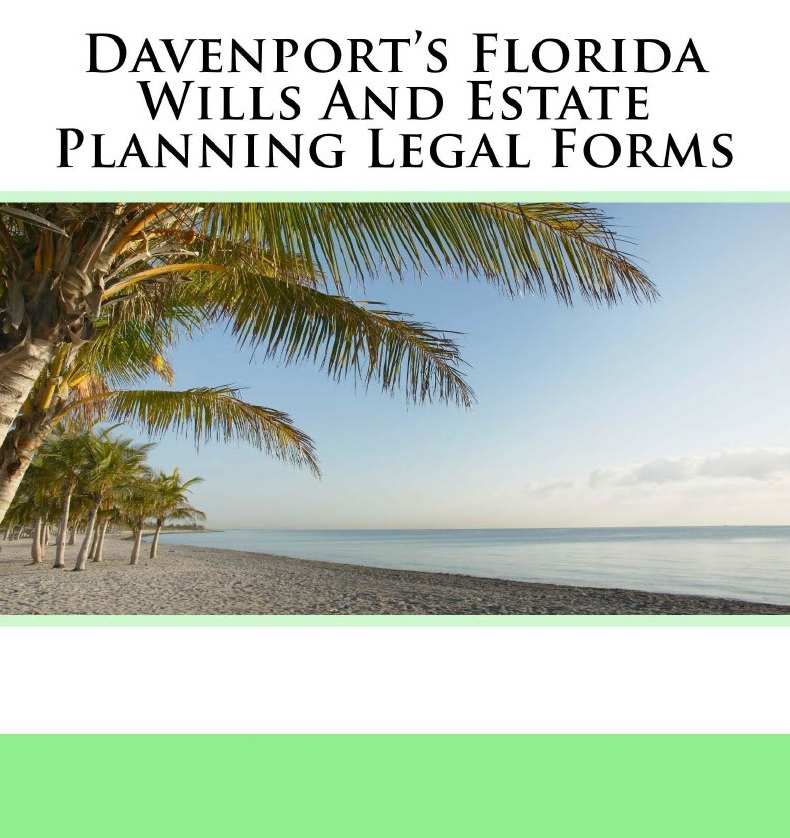 Davenport’s Florida
Wills And Estate
Planning Legal Forms